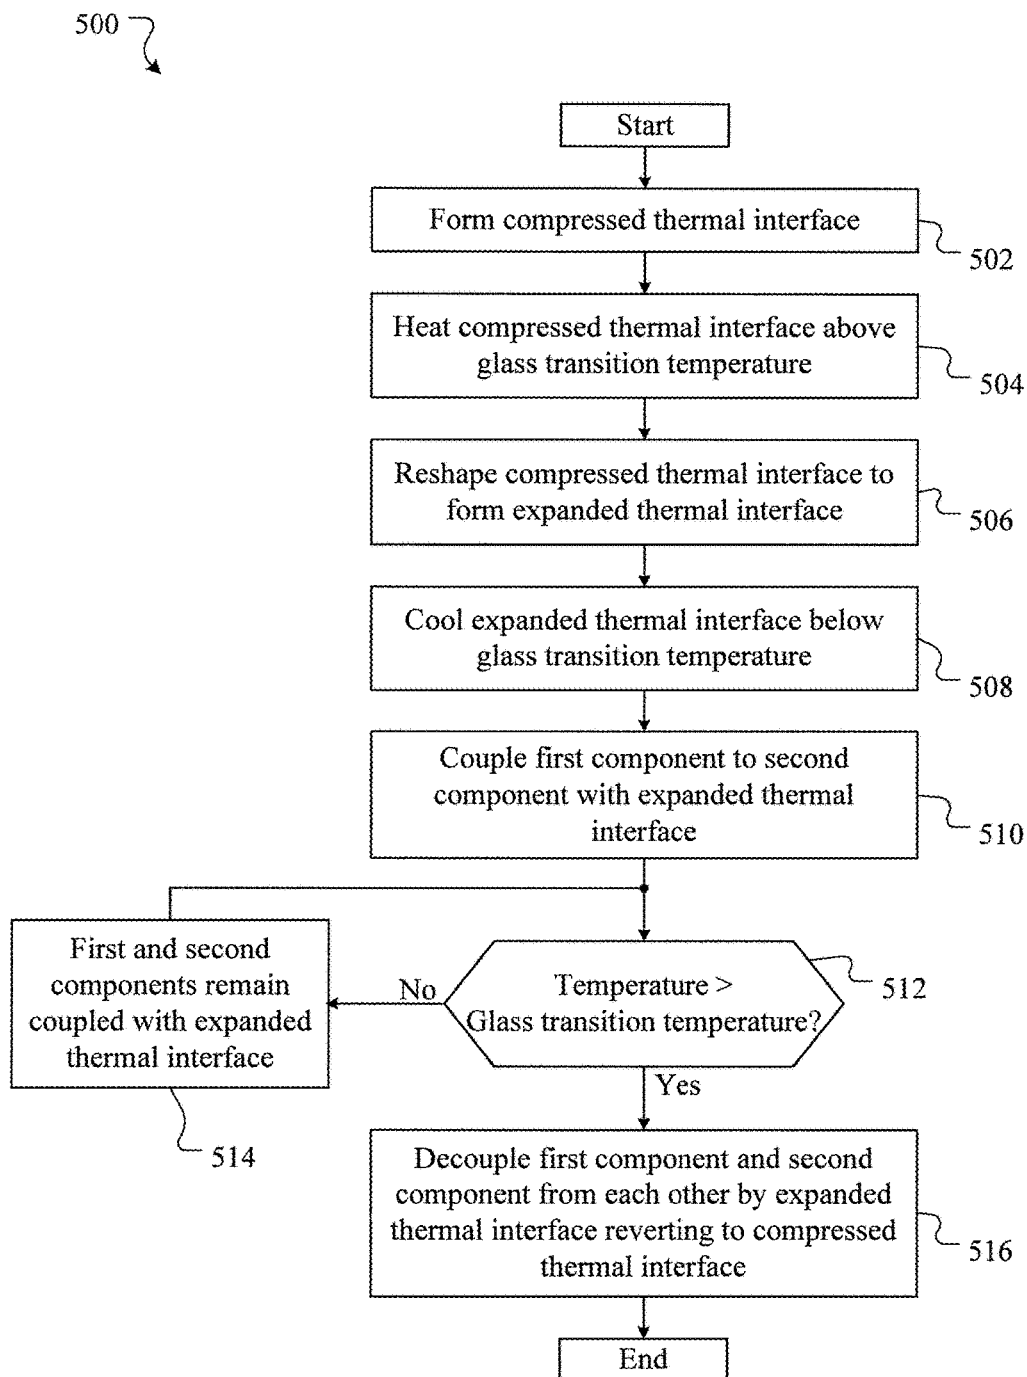 500
Start
Form compressed thermal interface
502
Heat compressed thermal interface above
glass transition temperature
504
Reshape compressed thermal interface to
form expanded thermal interface
506
Cool expanded thermal interface below
glass transition temperature
508
Couple first component to second
component with expanded thermal
interface
510
First and second
components remain
coupled with expanded
thermal interface
514
No
Temperature >
Glass transition temperature?
512
Yes
Decouple first component and second
component from each other by expanded
thermal interface reverting to compressed
thermal interface
516
End